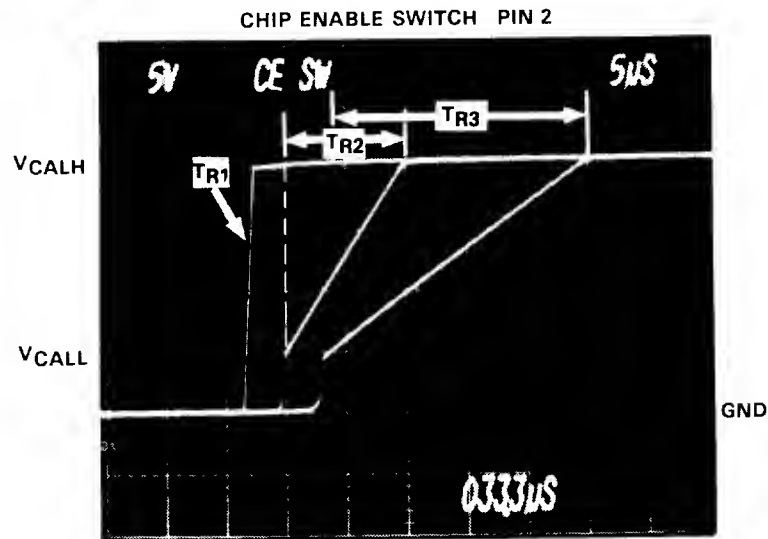 CHIP ENABLE SWITCH PIN 2
5V CE SW 5µS
TR3
TR2
TR1
VCALH
VCALL
GND
0.333µS